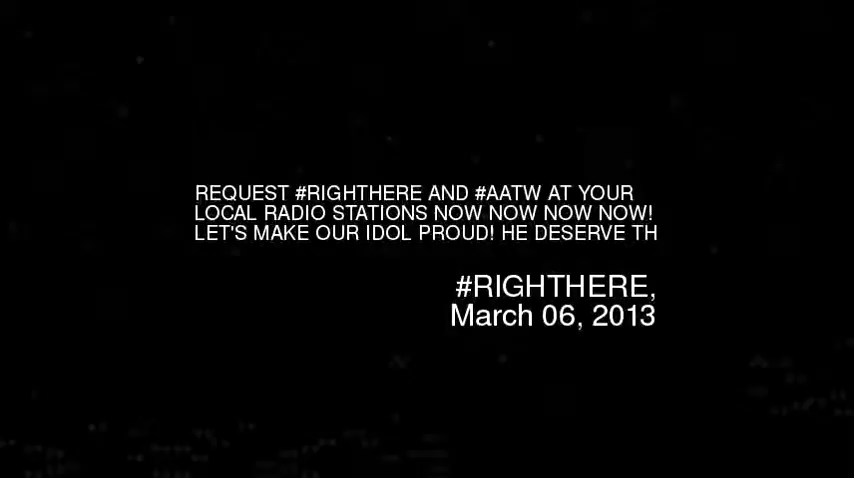 REQUEST #RIGHTHERE AND #AATW AT YOUR
LOCAL RADIO STATIONS NOW NOW NOW NOW!
LET'S MAKE OUR IDOL PROUD! HE DESERVE TH
#RIGHTHERE,
March 06, 2013